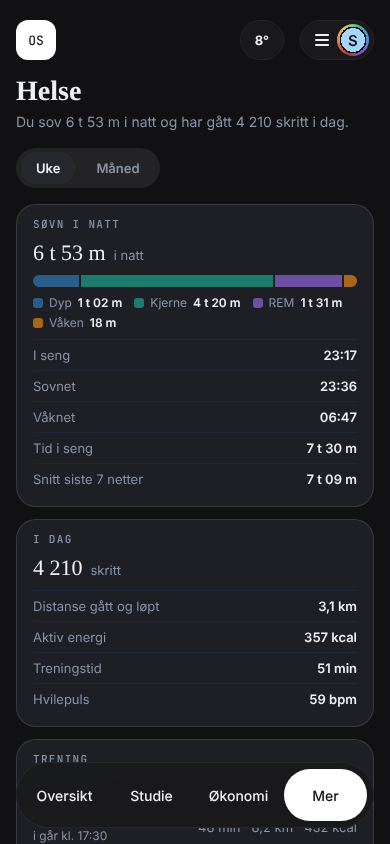 OS
8°
S
Helse
Du sov 6 t 53 m i natt og har gått 4 210 skritt i dag.
Uke Måned
SØVN I NATT
6 t 53 m i natt
Dyp 1 t 02 m Kjerne 4 t 20 m REM 1 t 31 m
Våken 18 m
I seng 23:17
Sovnet 23:36
Våknet 06:47
Tid i seng 7 t 30 m
Snitt siste 7 netter 7 t 09 m
I DAG
4 210 skritt
Distanse gått og løpt 3,1 km
Aktiv energi 357 kcal
Treningstid 51 min
Hvilepuls 59 bpm
TRENING
Oversikt Studie Økonomi Mer
i går kl. 17:30